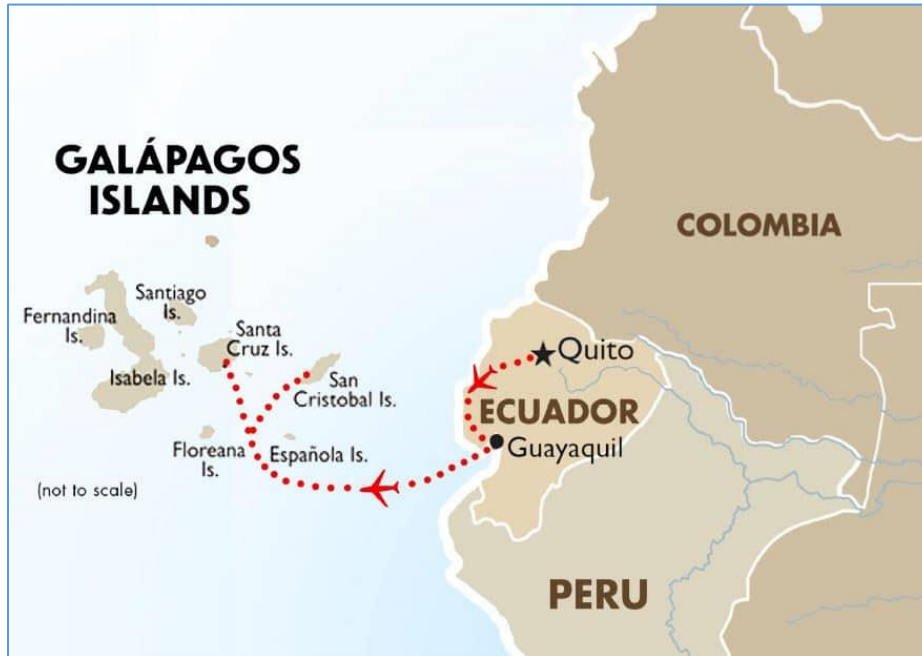 GALÁPAGOS
ISLANDS
COLOMBIA
Santiago
Is.
Fernandina
Is.
Santa
Cruz Is.
Isabela Is.
San
Cristobal Is.
Quito
ECUADOR
Floreana
Is.
Española Is.
Guayaquil
(not to scale)
PERU